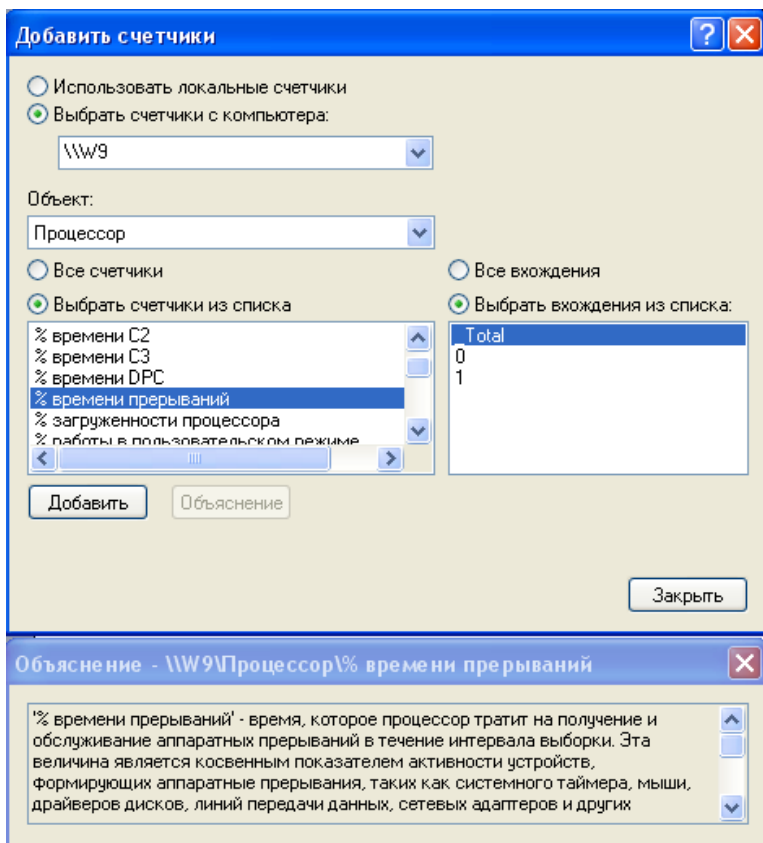 Добавить счетчики
Использовать локальные счетчики
Выбрать счетчики с компьютера:
\\W9
Объект:
Процессор
Все счетчики
Все вхождения
Выбрать счетчики из списка
Выбрать вхождения из списка:
% времени C2
% времени C3
% времени DPC
% времени прерываний
% загруженности процессора
% работы в пользовательском режиме
_Total
0
1
Добавить
Объяснение
Закрыть
Объяснение - \\W9\Процессор\% времени прерываний
'% времени прерываний' - время, которое процессор тратит на получение и
обслуживание аппаратных прерываний в течение интервала выборки. Эта
величина является косвенным показателем активности устройств,
формирующих аппаратные прерывания, таких как системного таймера, мыши,
драйверов дисков, линий передачи данных, сетевых адаптеров и других